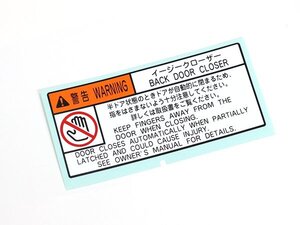 警告 WARNING
イージークローザー
BACK DOOR CLOSER
半ドア状態のときドアが自動的に閉まるため、
指をはさまないよう十分注意してください。
詳しくは取扱書をご覧ください。
KEEP FINGERS AWAY FROM THE
DOOR WHEN CLOSING.
DOOR CLOSES AUTOMATICALLY WHEN PARTIALLY
LATCHED AND COULD CAUSE INJURY.
SEE OWNER'S MANUAL FOR DETAILS.